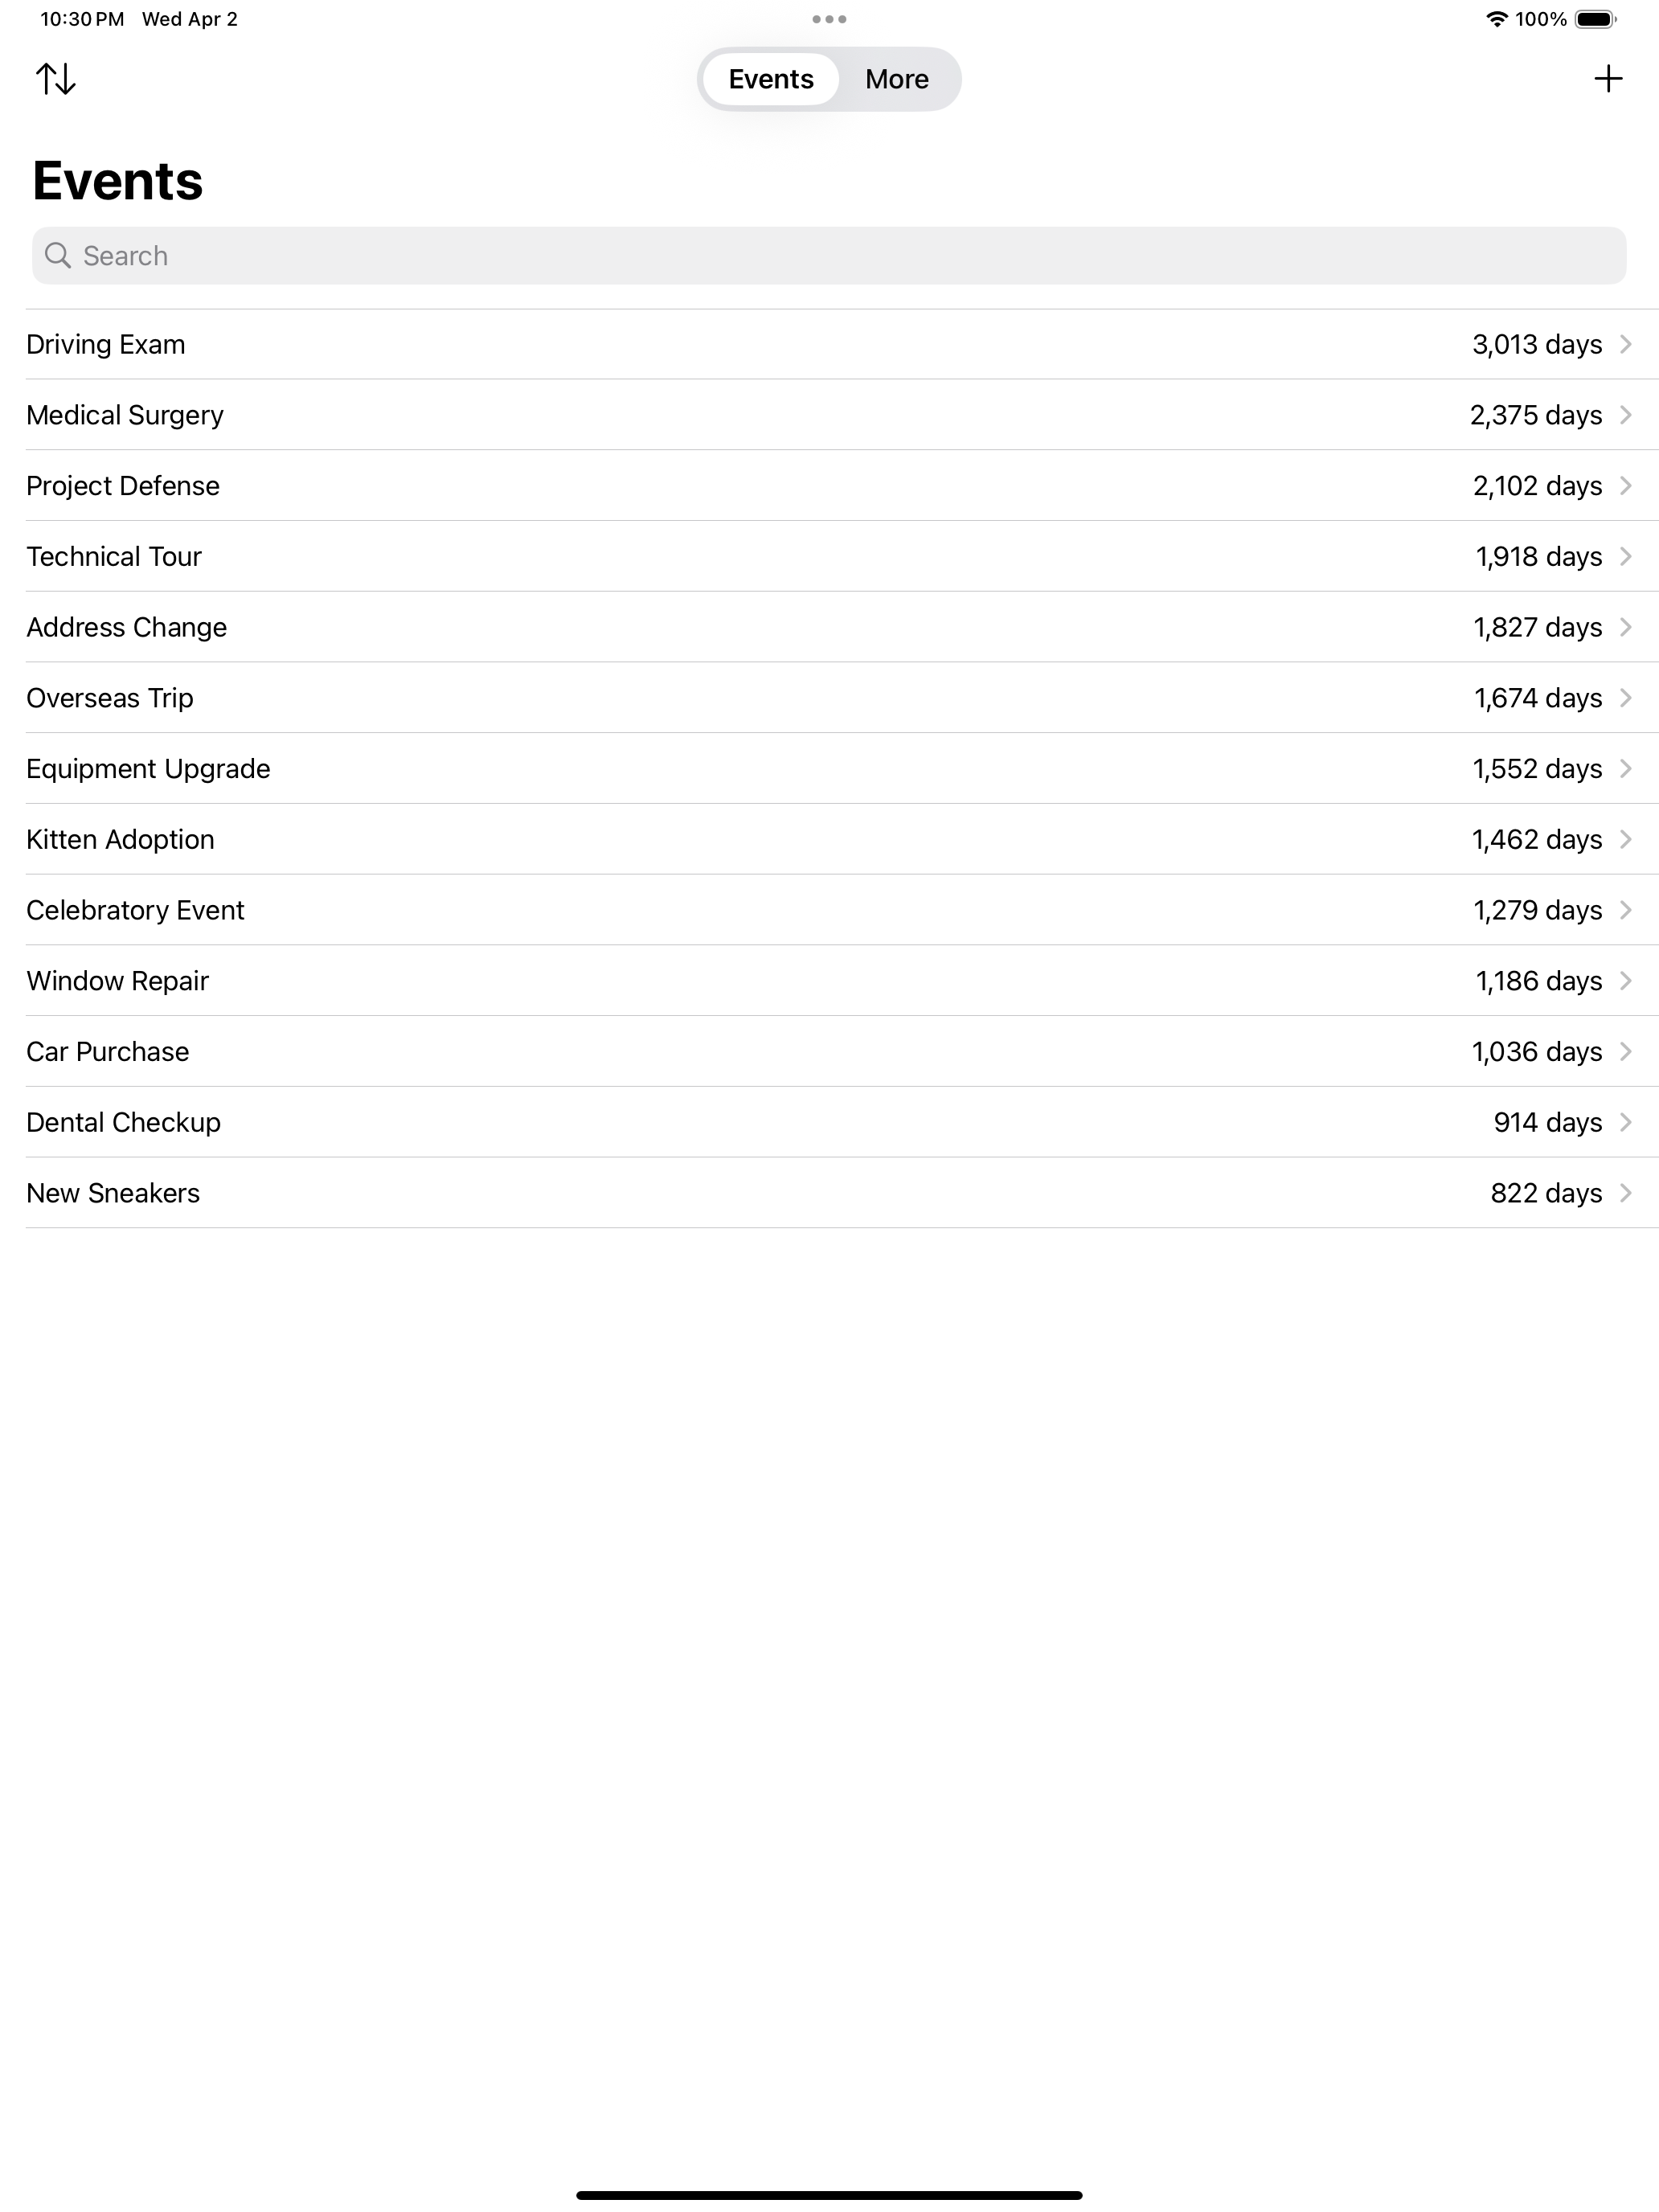 10:30 PM Wed Apr 2 100%
Events More
Events
Search
Driving Exam 3,013 days
Medical Surgery 2,375 days
Project Defense 2,102 days
Technical Tour 1,918 days
Address Change 1,827 days
Overseas Trip 1,674 days
Equipment Upgrade 1,552 days
Kitten Adoption 1,462 days
Celebratory Event 1,279 days
Window Repair 1,186 days
Car Purchase 1,036 days
Dental Checkup 914 days
New Sneakers 822 days